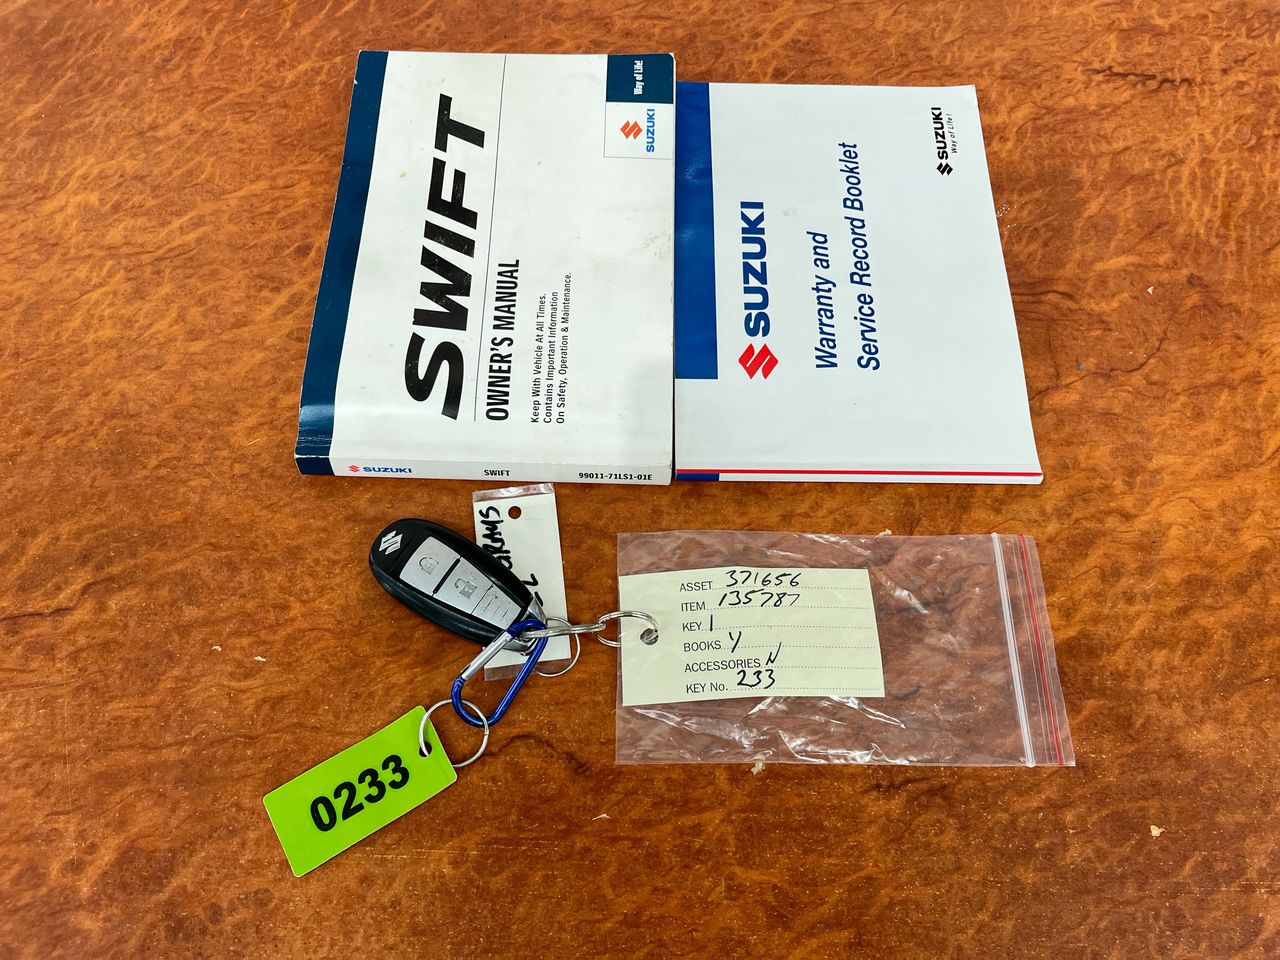 SWIFT
OWNER'S MANUAL
Keep With Vehicle At All Times.
Contains Important Information
On Safety, Operation & Maintenance.
Way of Life!
SUZUKI
SUZUKI
SWIFT
99011-71LS1-01E
SUZUKI
Warranty and
Service Record Booklet
SUZUKI
Way of Life!
ASSET 371656
ITEM 135787
KEY 1
BOOKS Y
ACCESSORIES N
KEY No. 233
0233